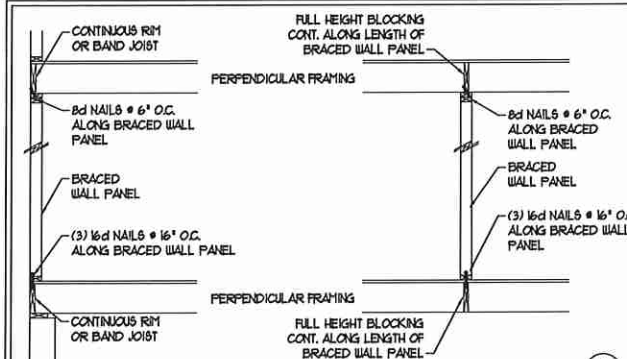 CONTINUOUS RIM
OR BAND JOIST
FULL HEIGHT BLOCKING
CONT. ALONG LENGTH OF
BRACED WALL PANEL
PERPENDICULAR FRAMING
8d NAILS @ 6" O.C.
ALONG BRACED WALL
PANEL
8d NAILS @ 6" O.C.
ALONG BRACED
WALL PANEL
BRACED
WALL PANEL
BRACED
WALL PANEL
(3) 16d NAILS @ 16" O.C.
ALONG BRACED WALL PANEL
(3) 16d NAILS @ 16" O.
ALONG BRACED WALL
PANEL
PERPENDICULAR FRAMING
CONTINUOUS RIM
OR BAND JOIST
FULL HEIGHT BLOCKING
CONT. ALONG LENGTH OF
BRACED WALL PANEL